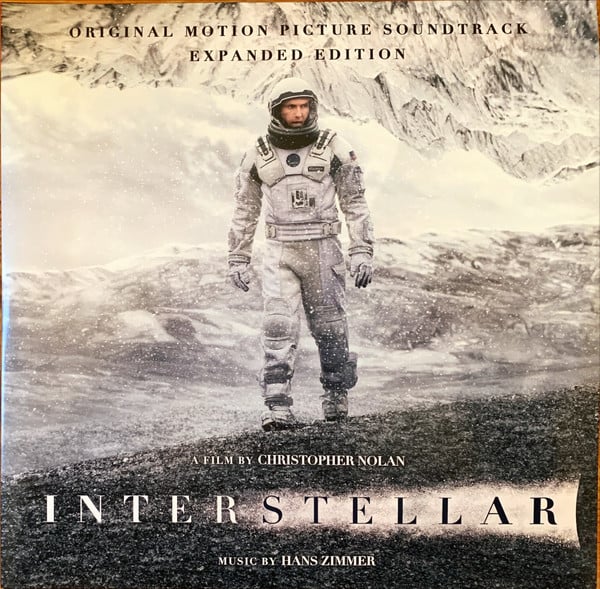 ORIGINAL MOTION PICTURE SOUNDTRACK
EXPANDED EDITION
A FILM BY CHRISTOPHER NOLAN
INTERSTELLAR
MUSIC BY HANS ZIMMER